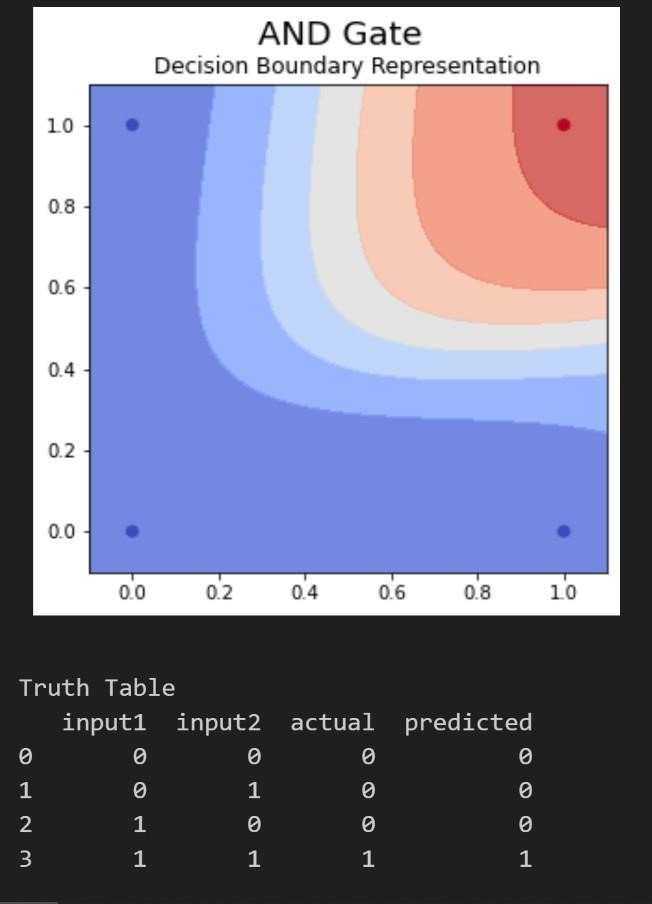 AND Gate
Decision Boundary Representation
1.0
0.8
0.6
0.4
0.2
0.0
0.0 0.2 0.4 0.6 0.8 1.0
Truth Table
input1 input2 actual predicted
0 0 0 0 0
1 0 1 0 0
2 1 0 0 0
3 1 1 1 1